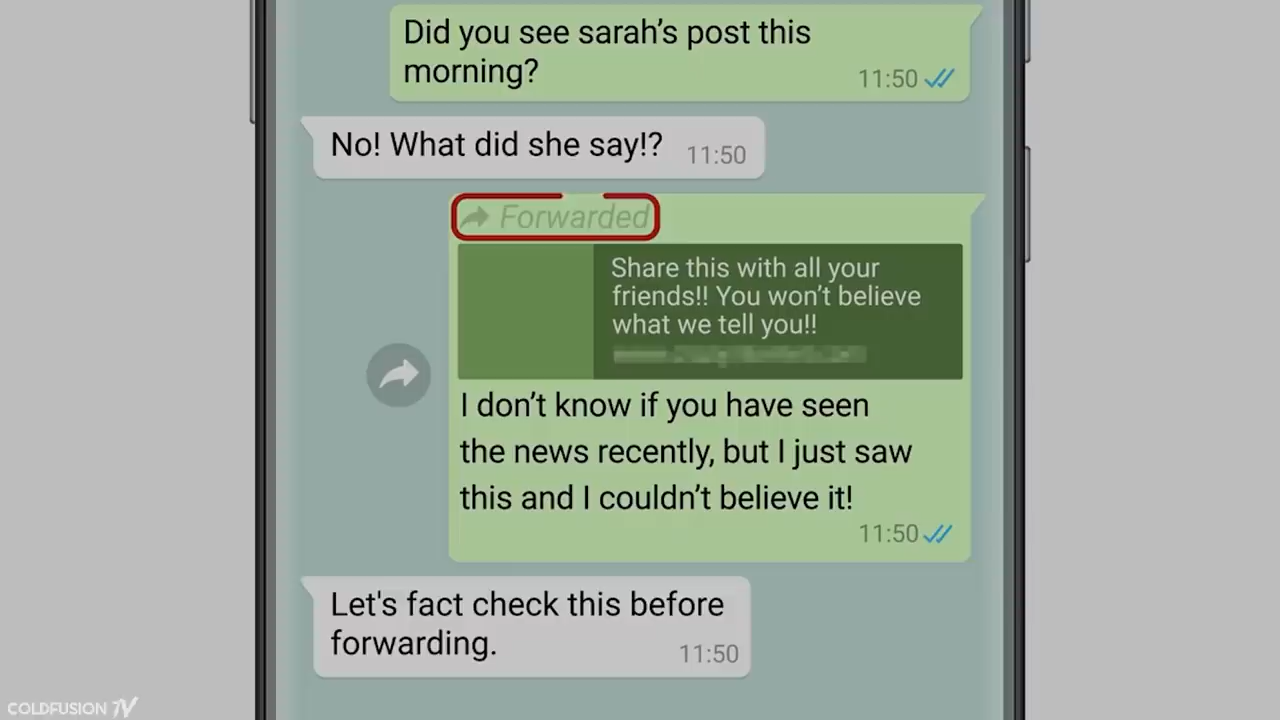 Did you see sarah's post this
morning?
11:50
No! What did she say!?
11:50
Forwarded
Share this with all your
friends!! You won't believe
what we tell you!!
I don't know if you have seen
the news recently, but I just saw
this and I couldn't believe it!
11:50
Let's fact check this before
forwarding.
11:50
COLDFUSION TV